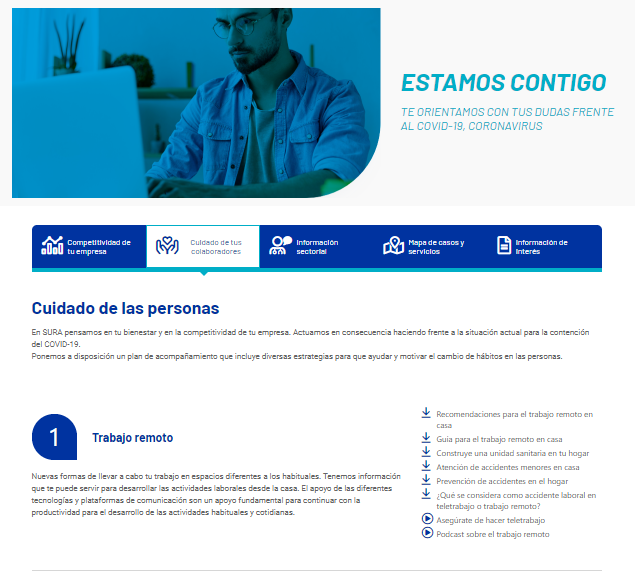 ESTAMOS CONTIGO
TE ORIENTAMOS CON TUS DUDAS FRENTE
AL COVID-19, CORONAVIRUS
Competitividad de
tu empresa
Cuidado de tus
colaboradores
Información
sectorial
Mapa de casos y
servicios
Información de
Interés
Cuidado de las personas
En SURA pensamos en tu bienestar y en la competitividad de tu empresa. Actuamos en consecuencia haciendo frente a la situación actual para la contención
del COVID-19.
Ponemos a disposición un plan de acompañamiento que incluye diversas estrategias para que ayudar y motivar el cambio de hábitos en las personas.
1
Trabajo remoto
Nuevas formas de llevar a cabo tu trabajo en espacios diferentes a los habituales. Tenemos información
que te puede servir para desarrollar las actividades laborales desde la casa. El apoyo de las diferentes
tecnologías y plataformas de comunicación son un apoyo fundamental para continuar con la
productividad para el desarrollo de las actividades habituales y cotidianas.
Recomendaciones para el trabajo remoto en
casa
Guia para el trabajo remoto en casa
Construye una unidad sanitaria en tu hogar
Atención de accidentes menores en casa
Prevención de accidentes en el hogar
¿Qué se considera como accidente laboral en
teletrabajo o trabajo remoto?
Asegúrate de hacer teletrabajo
Podcast sobre el trabajo remoto